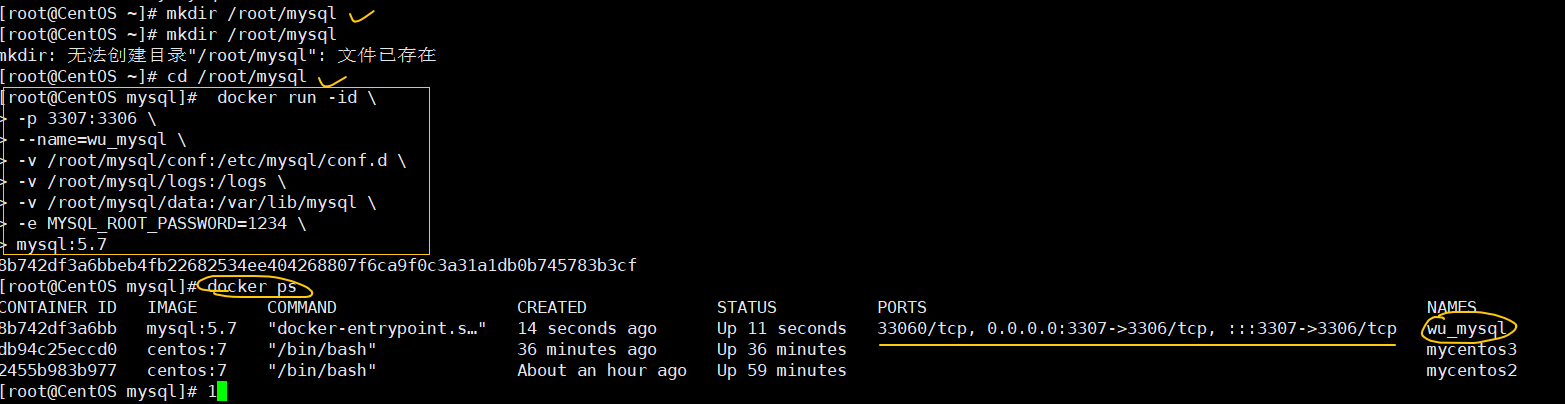 [root@CentOS ~]# mkdir /root/mysql
[root@CentOS ~]# mkdir /root/mysql
mkdir: 无法创建目录"/root/mysql": 文件已存在
[root@CentOS ~]# cd /root/mysql
[root@CentOS mysql]#  docker run -id \
> -p 3307:3306 \
> --name=wu_mysql \
> -v /root/mysql/conf:/etc/mysql/conf.d \
> -v /root/mysql/logs:/logs \
> -v /root/mysql/data:/var/lib/mysql \
> -e MYSQL_ROOT_PASSWORD=1234 \
> mysql:5.7
8b742df3a6bbeb4fb22682534ee404268807f6ca9f0c3a31a1db0b745783b3cf
[root@CentOS mysql]# docker ps
CONTAINER ID   IMAGE       COMMAND                  CREATED             STATUS          PORTS                                                  NAMES
8b742df3a6bb   mysql:5.7   "docker-entrypoint.s…"   14 seconds ago      Up 11 seconds   33060/tcp, 0.0.0.0:3307->3306/tcp, :::3307->3306/tcp   wu_mysql
db94c25eccd0   centos:7    "/bin/bash"              36 minutes ago      Up 36 minutes                                                          mycentos3
2455b983b977   centos:7    "/bin/bash"              About an hour ago   Up 59 minutes                                                          mycentos2
[root@CentOS mysql]# 1